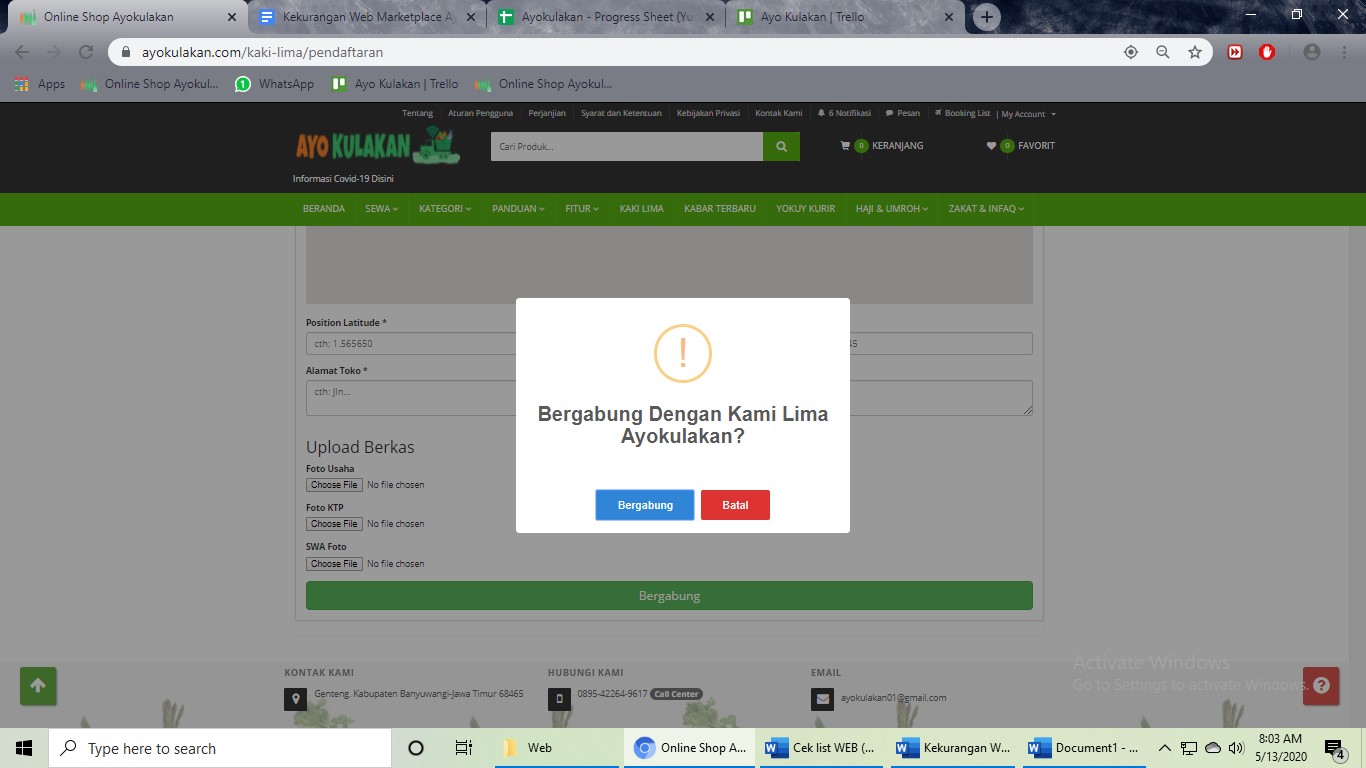 Online Shop Ayokulakan
Kekurangan Web Marketplace Ay
Ayokulakan - Progress Sheet (Yud
Ayo Kulakan | Trello
ayokulakan.com/kaki-lima/pendaftaran
Apps
Online Shop Ayokul...
WhatsApp
Ayo Kulakan | Trello
Online Shop Ayokul...
Tentang
Aturan Pengguna
Perjanjian
Syarat dan Ketentuan
Kebijakan Privasi
Kontak Kami
6 Notifikasi
Pesan
Booking List
| My Account
AYO KULAKAN
Cari Produk...
0 KERANJANG
0 FAVORIT
Informasi Covid-19 Disini
BERANDA
SEWA
KATEGORI
PANDUAN
FITUR
KAKI LIMA
KABAR TERBARU
YOKUY KURIR
HAJI & UMROH
ZAKAT & INFAQ
Position Latitude *
cth: 1.565650
45
Alamat Toko *
cth: Jln...
Bergabung Dengan Kami Lima
Ayokulakan?
Bergabung
Batal
Upload Berkas
Foto Usaha
Choose File No file chosen
Foto KTP
Choose File No file chosen
SWA Foto
Choose File No file chosen
Bergabung
KONTAK KAMI
Genteng. Kabupaten Banyuwangi-Jawa Timur 68465
HUBUNGI KAMI
0895-42264-9617 Call Center
EMAIL
ayokulakan01@gmail.com
Activate Windows
Go to Settings to activate Windows.
Type here to search
Web
Online Shop A...
Cek list WEB (...
Kekurangan W...
Document1 - ...
8:03 AM
5/13/2020
4